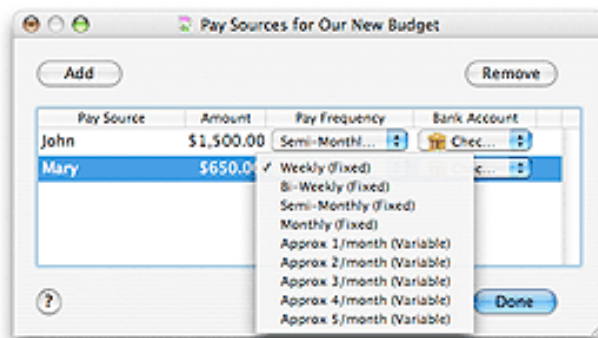 Pay Sources for Our New Budget
Add Remove
Pay Source Amount Pay Frequency Bank Account
John $1,500.00 Semi-Monthl... Chec...
Mary $650.0
✓ Weekly (Fixed)
Bi-Weekly (Fixed)
Semi-Monthly (Fixed)
Monthly (Fixed)
Approx 1/month (Variable)
Approx 2/month (Variable)
Approx 3/month (Variable)
Approx 4/month (Variable)
Approx 5/month (Variable)
? Done